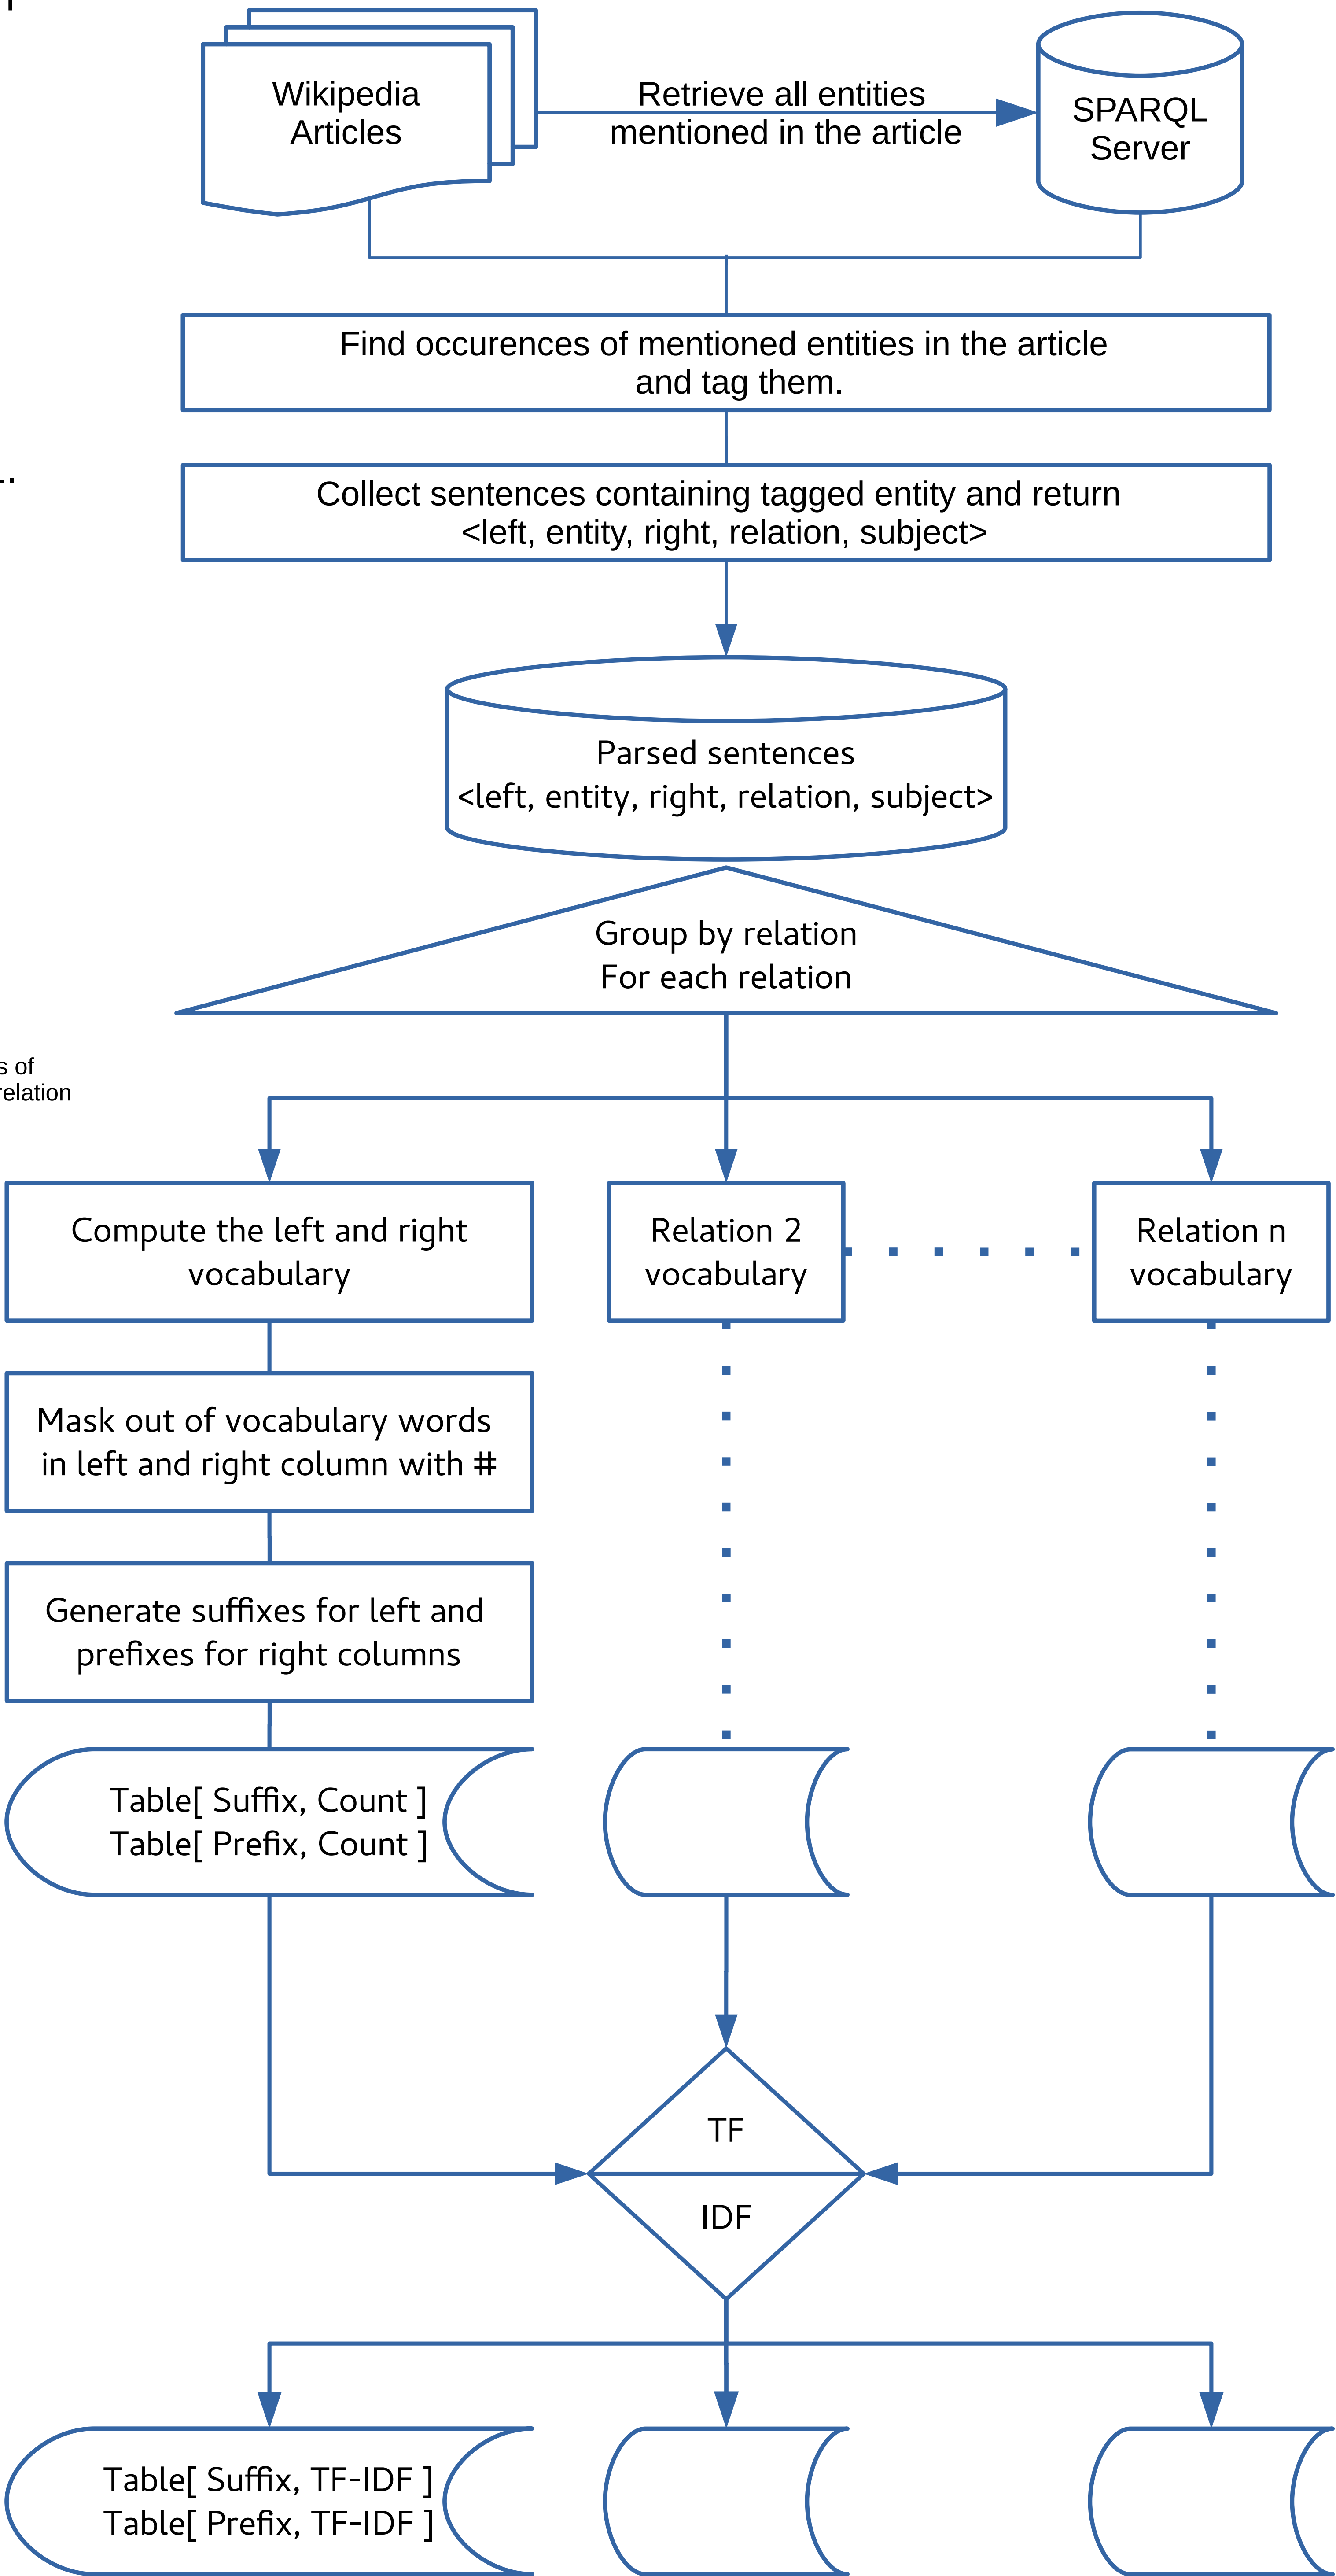 Wikipedia
Articles
Retrieve all entities
mentioned in the article
SPARQL
Server
Find occurences of mentioned entities in the article
and tag them.
Collect sentences containing tagged entity and return
<left, entity, right, relation, subject>
Parsed sentences
<left, entity, right, relation, subject>
Group by relation
For each relation
s of
relation
Compute the left and right
vocabulary
Relation 2
vocabulary
Relation n
vocabulary
Mask out of vocabulary words
in left and right column with #
Generate suffixes for left and
prefixes for right columns
Table[ Suffix, Count ]
Table[ Prefix, Count ]
TF
IDF
Table[ Suffix, TF-IDF ]
Table[ Prefix, TF-IDF ]